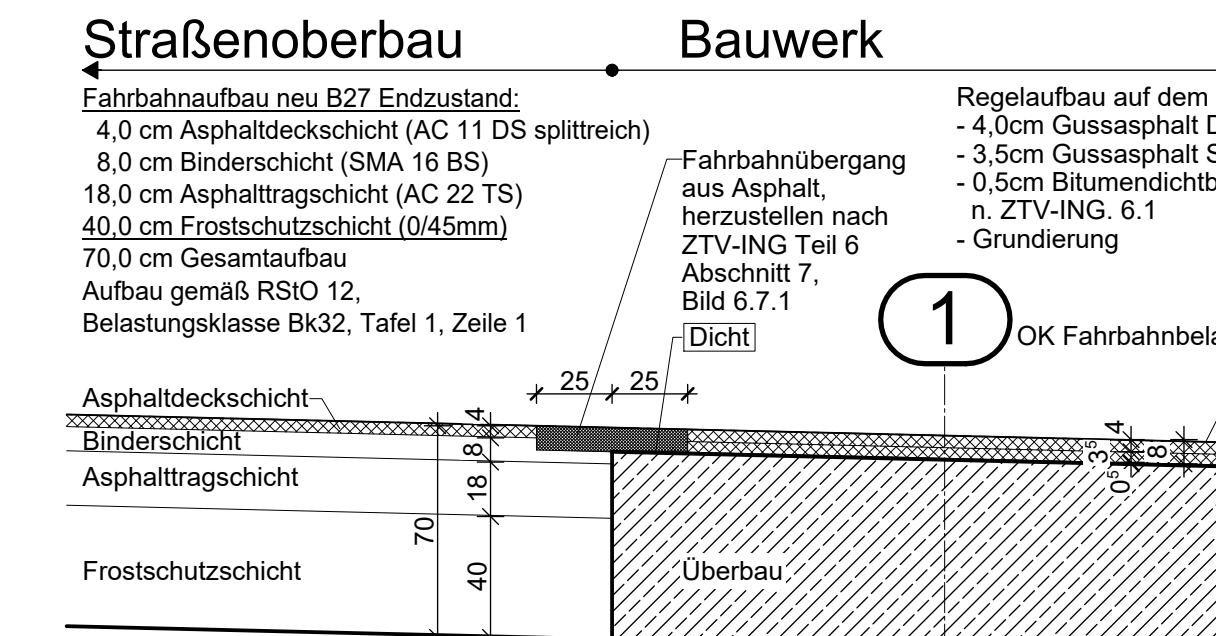 Straßenoberbau
Bauwerk
Fahrbahnaufbau neu B27 Endzustand:
4,0 cm Asphaltdeckschicht (AC 11 DS splittreich)
8,0 cm Binderschicht (SMA 16 BS)
18,0 cm Asphalttragschicht (AC 22 TS)
40,0 cm Frostschutzschicht (0/45mm)
70,0 cm Gesamtaufbau
Aufbau gemäß RStO 12,
Belastungsklasse Bk32, Tafel 1, Zeile 1
Fahrbahnübergang
aus Asphalt,
herzustellen nach
ZTV-ING Teil 6
Abschnitt 7,
Bild 6.7.1
Dicht
Regelaufbau auf dem
- 4,0cm Gussasphalt
- 3,5cm Gussasphalt
- 0,5cm
n. ZTV-ING. 6.1
- Grundierung
1
OK
25 25
Asphaltdeckschicht
Binderschicht
Asphalttragschicht
Frostschutzschicht
70
4
8
18
40
Überbau
3⁵
0⁵
4
8